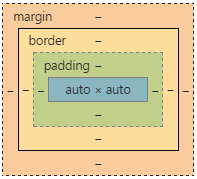 margin –
border –
padding –
– – – auto × auto – – –
–
–
–